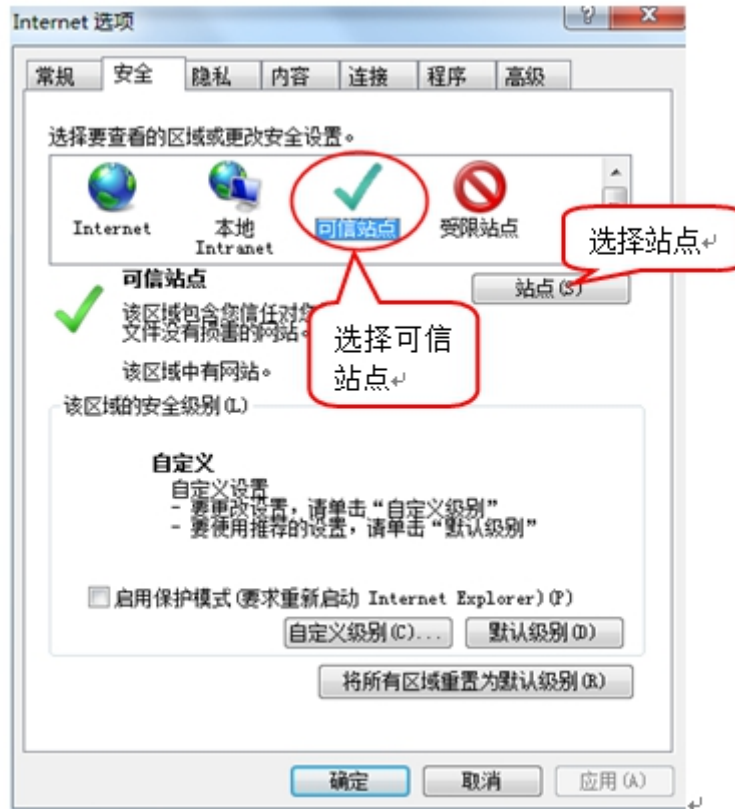 Internet 选项
常规 安全 隐私 内容 连接 程序 高级
选择要查看的区域或更改安全设置。
Internet
本地
Intranet
可信站点
受限站点
选择站点
可信站点
站点(S)
该区域包含您信任对您
文件没有损害的网站。
选择可信
站点
该区域中有网站。
该区域的安全级别(L)
自定义
自定义设置
- 要更改设置，请单击“自定义级别”
- 要使用推荐的设置，请单击“默认级别”
启用保护模式(要求重新启动 Internet Explorer)(P)
自定义级别(C)... 默认级别(D)
将所有区域重置为默认级别(R)
确定 取消 应用(A)